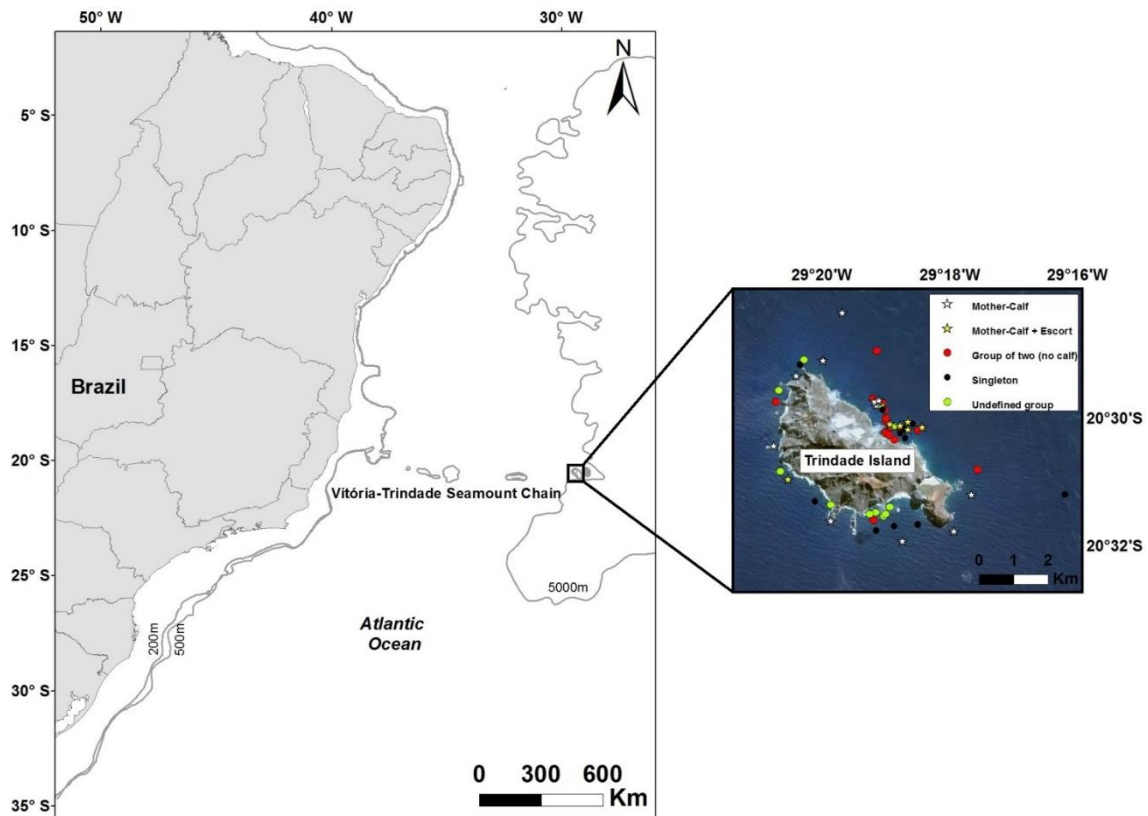 50° W
40° W
30° W
N
5° S
10° S
15° S
20° S
25° S
30° S
35° S
Brazil
Vitória-Trindade Seamount Chain
5000m
200m
500m
Atlantic
Ocean
0 300 600
Km
29°20'W
29°18'W
29°16'W
Mother-Calf
Mother-Calf + Escort
Group of two (no calf)
Singleton
Undefined group
20°30'S
Trindade Island
20°32'S
0 1 2
Km